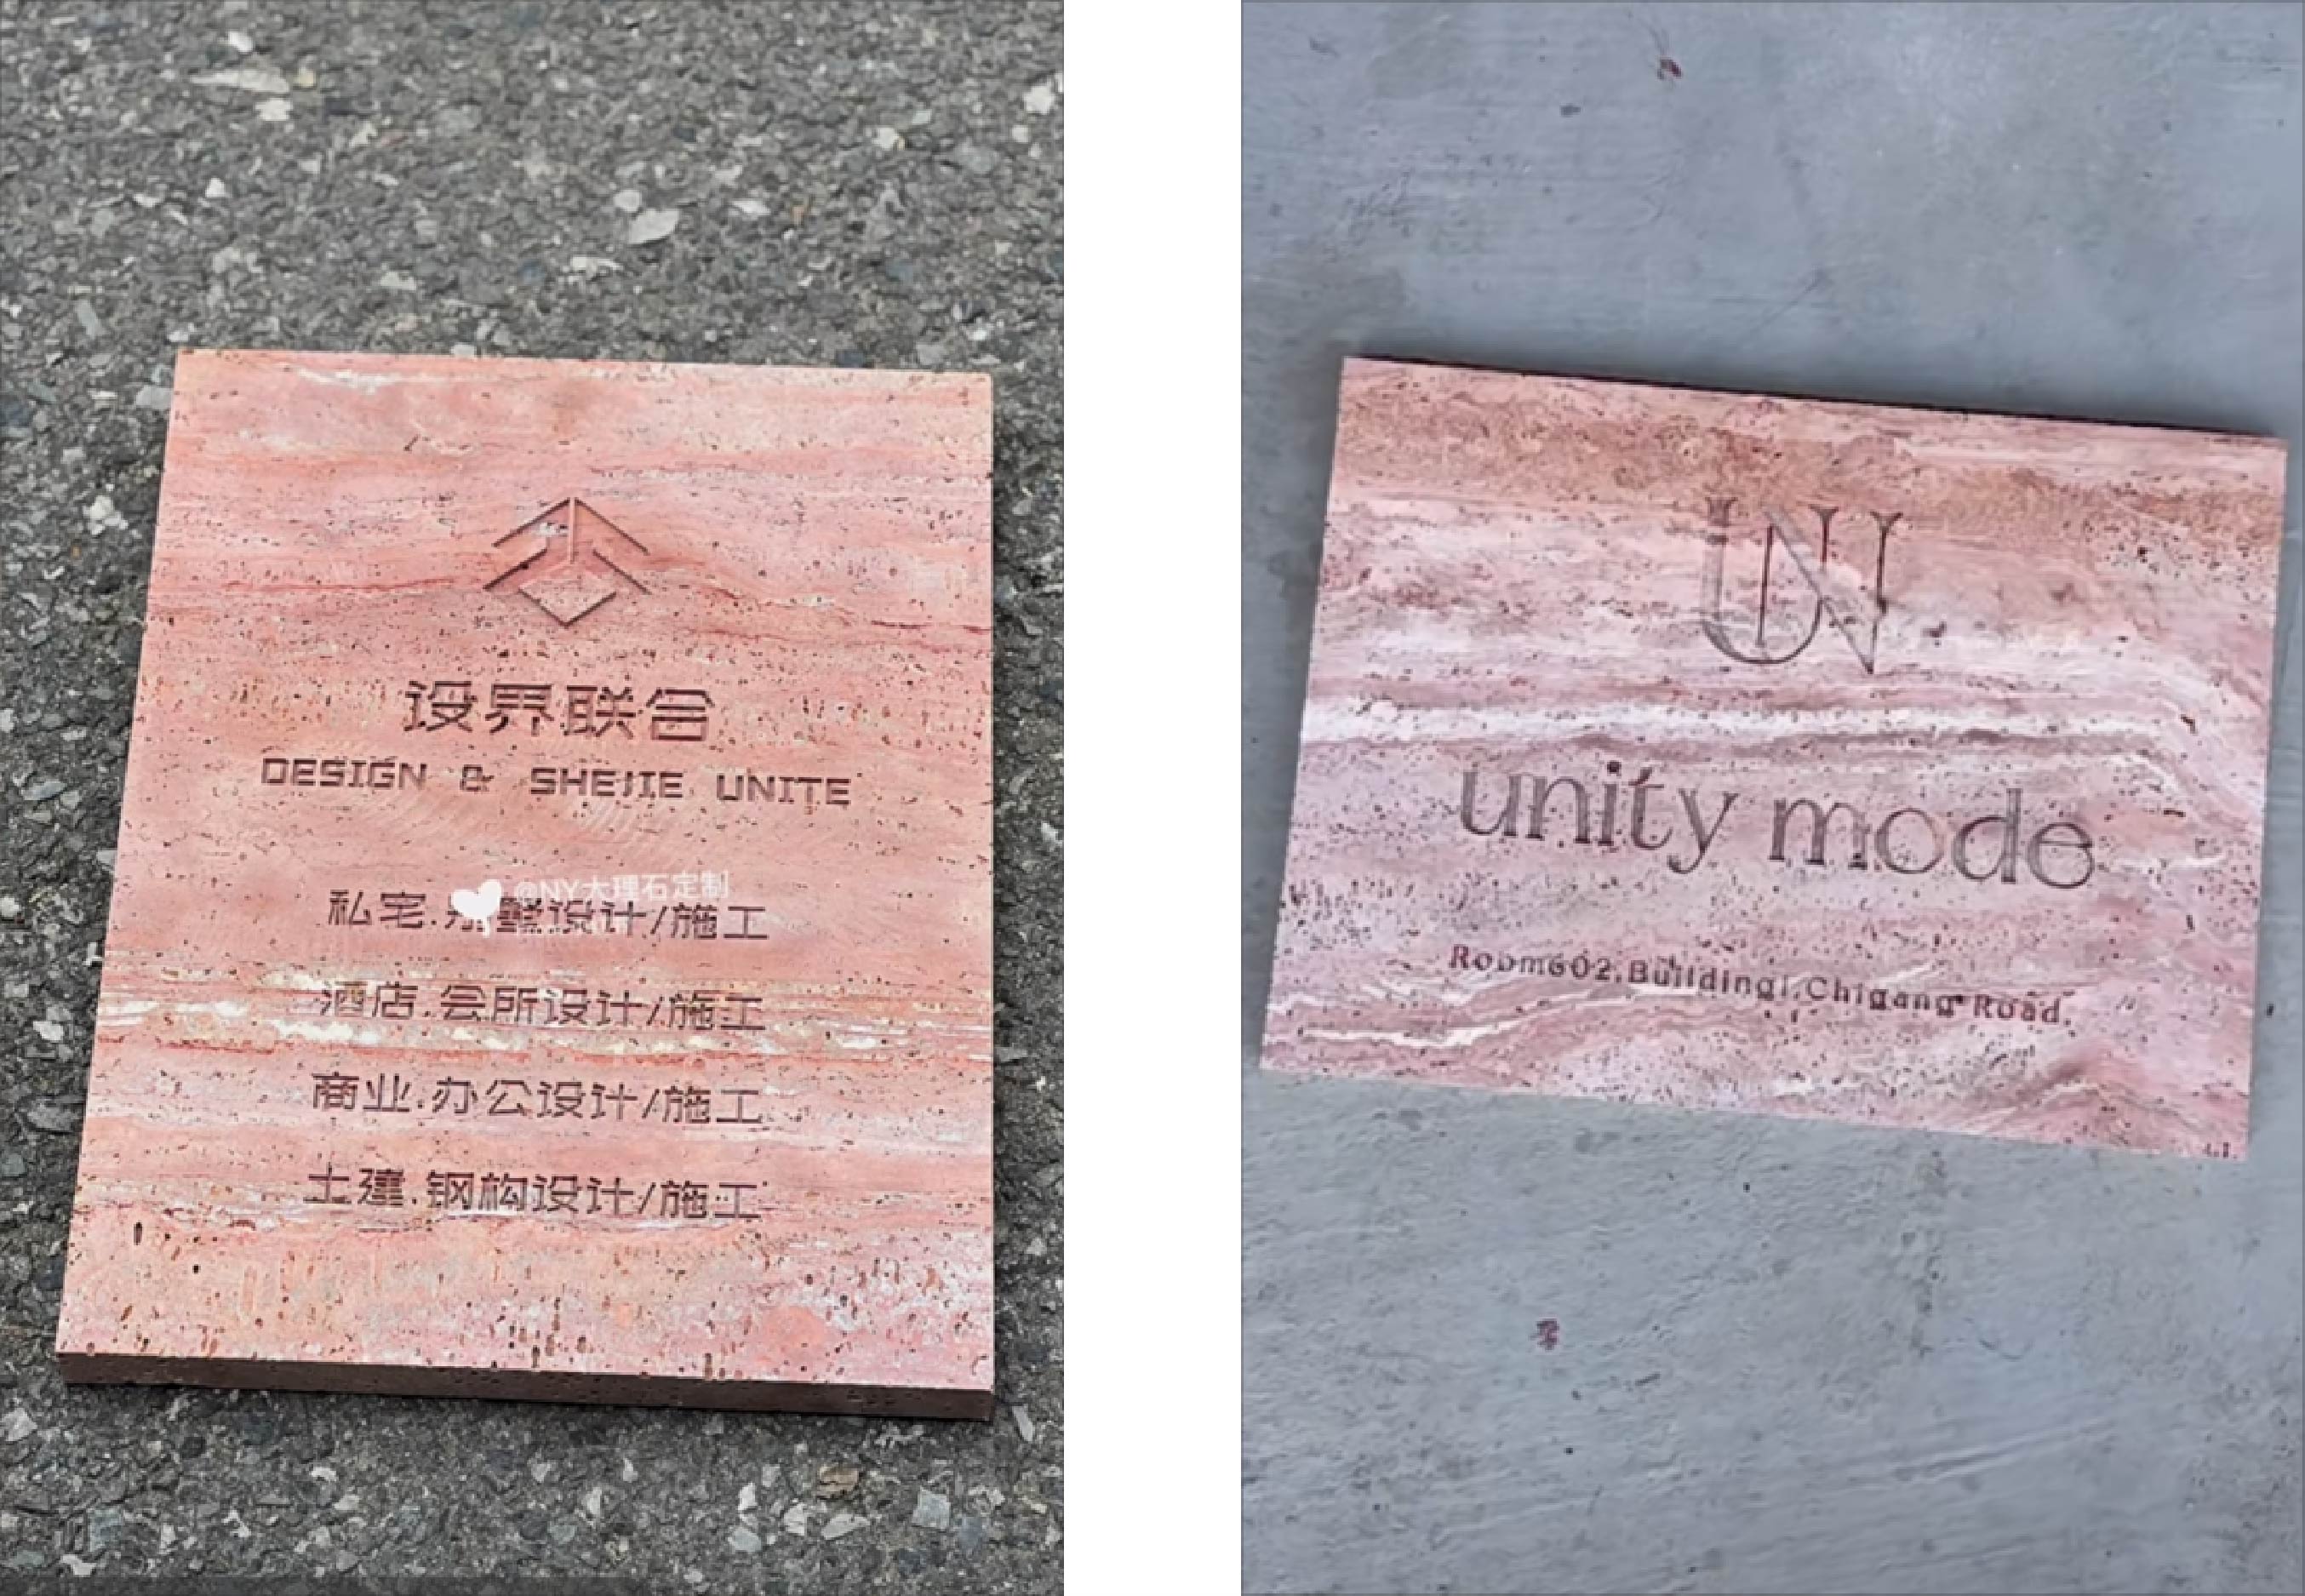 设界联合
DESIGN & SHEJIE UNITE
@NY大理石定制
私宅.别墅设计/施工
酒店.会所设计/施工
商业.办公设计/施工
土建.钢构设计/施工
UN
unity mode
Room602,Building1,Chigang Road.